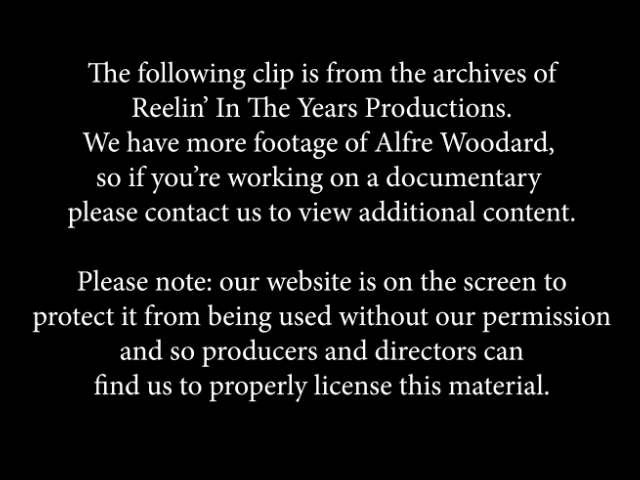 The following clip is from the archives of
Reelin’ In The Years Productions.
We have more footage of Alfre Woodard,
so if you’re working on a documentary
please contact us to view additional content.
Please note: our website is on the screen to
protect it from being used without our permission
and so producers and directors can
find us to properly license this material.